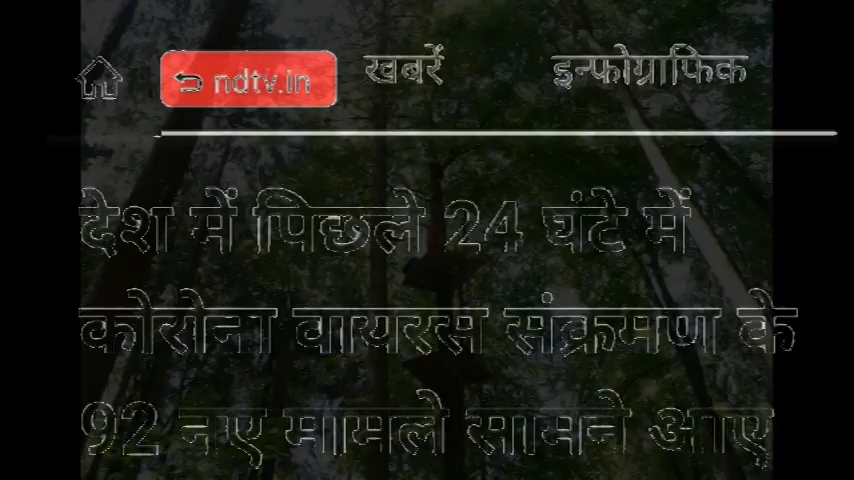 ndtv.in खबरें इन्फोग्राफिक
देश में पिछले 24 घंटे में
कोरोना वायरस संक्रमण के
92 नए मामले सामने आए